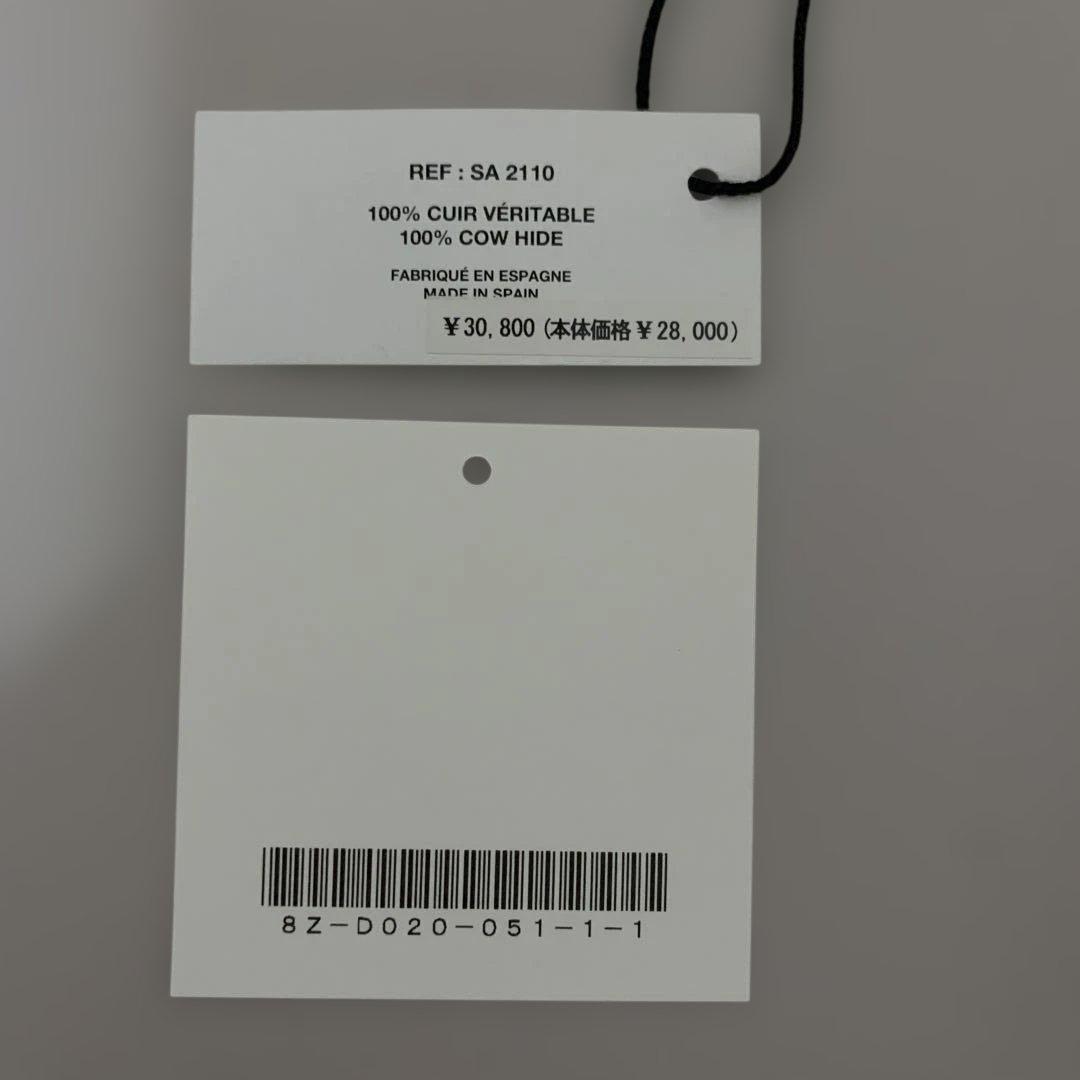 REF : SA 2110
100% CUIR VÉRITABLE
100% COW HIDE
FABRIQUÉ EN ESPAGNE
MADE IN SPAIN
¥30,800 (本体価格¥28,000)
8Z-D020-051-1-1